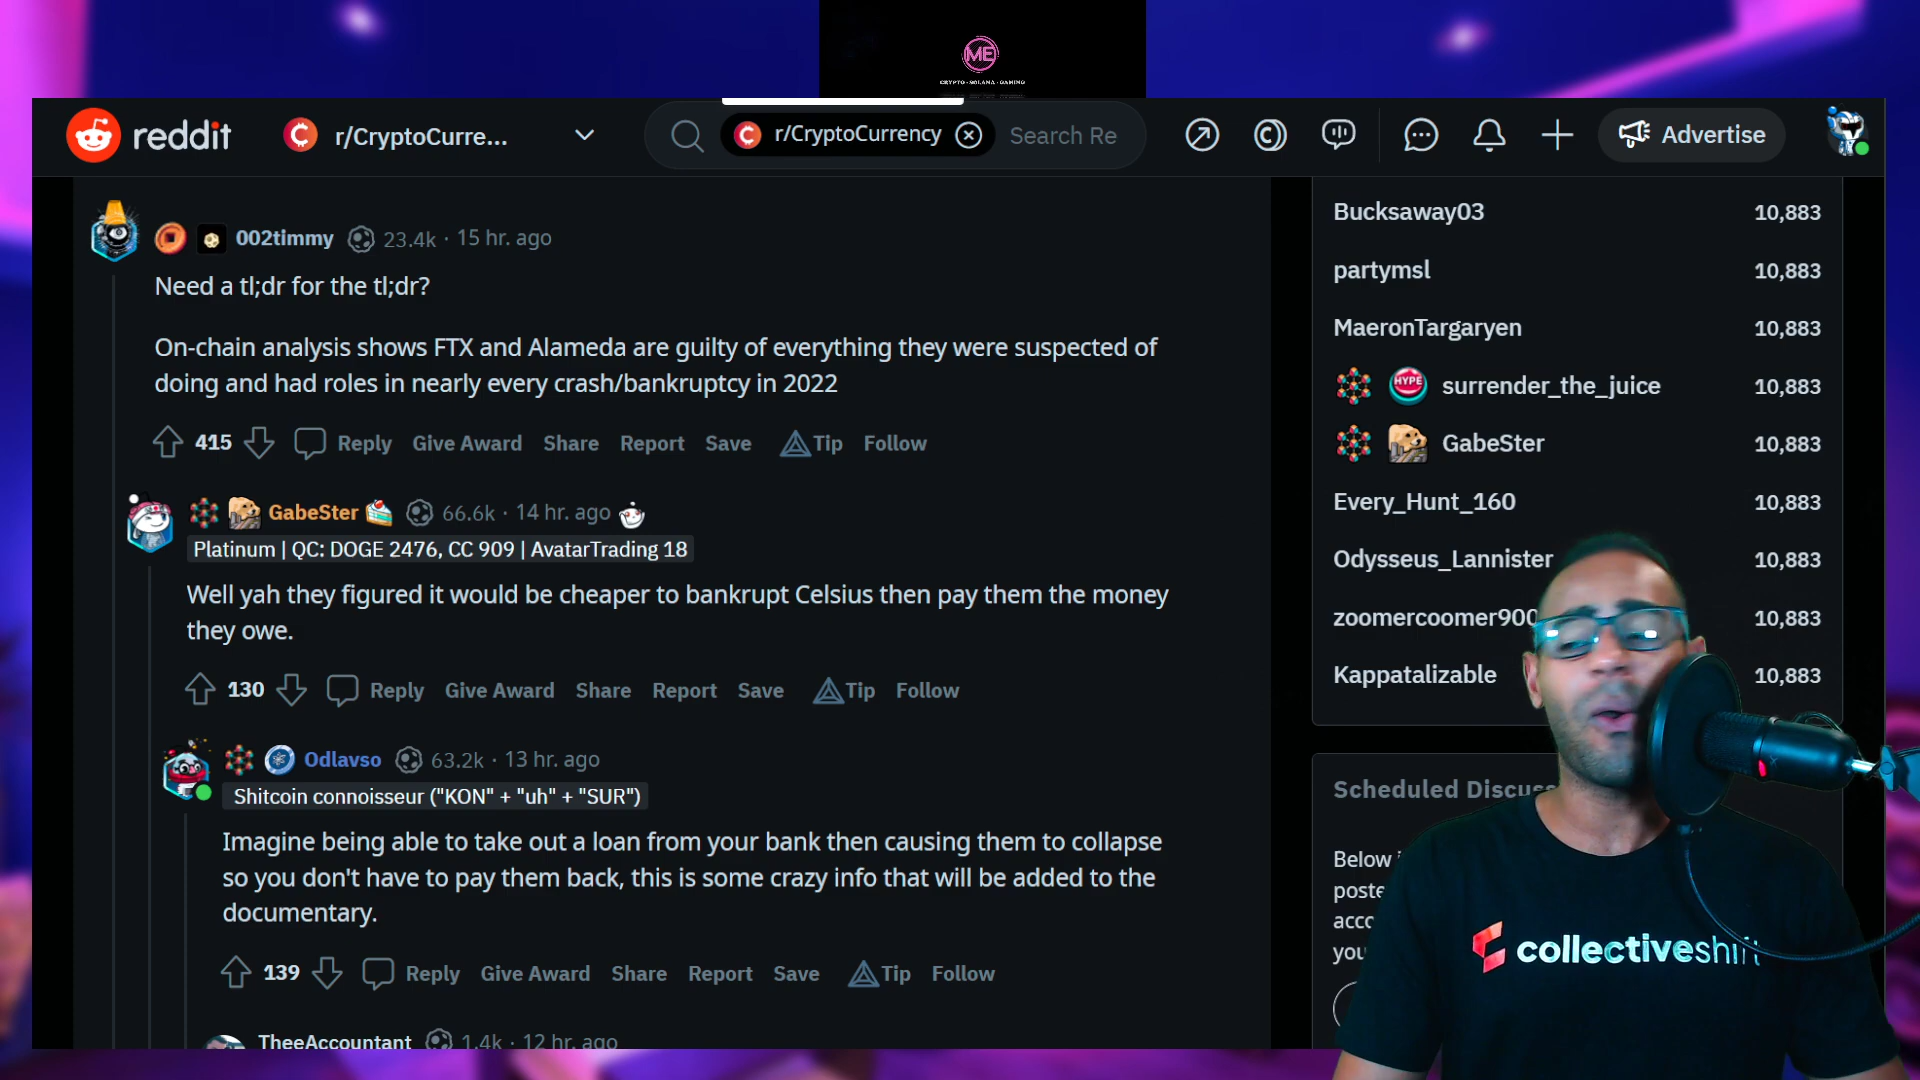 ME
CRYPTO · SOLANA · GAMING
reddit
r/CryptoCurre...
r/CryptoCurrency
Search Re
Advertise
002timmy 23.4k · 15 hr. ago
Need a tl;dr for the tl;dr?
On-chain analysis shows FTX and Alameda are guilty of everything they were suspected of
doing and had roles in nearly every crash/bankruptcy in 2022
415 Reply Give Award Share Report Save Tip Follow
GabeSter 66.6k · 14 hr. ago
Platinum | QC: DOGE 2476, CC 909 | AvatarTrading 18
Well yah they figured it would be cheaper to bankrupt Celsius then pay them the money
they owe.
130 Reply Give Award Share Report Save Tip Follow
Odlavso 63.2k · 13 hr. ago
Shitcoin connoisseur ("KON" + "uh" + "SUR")
Imagine being able to take out a loan from your bank then causing them to collapse
so you don't have to pay them back, this is some crazy info that will be added to the
documentary.
139 Reply Give Award Share Report Save Tip Follow
TheeAccountant 1.4k · 12 hr. ago
Bucksaway03 10,883
partymsl 10,883
MaeronTargaryen 10,883
HYPE surrender_the_juice 10,883
GabeSter 10,883
Every_Hunt_160 10,883
Odysseus_Lannister 10,883
zoomercoomer900 10,883
Kappatalizable 10,883
Scheduled Discuss
Below
poste
acco
you
collectiveshift